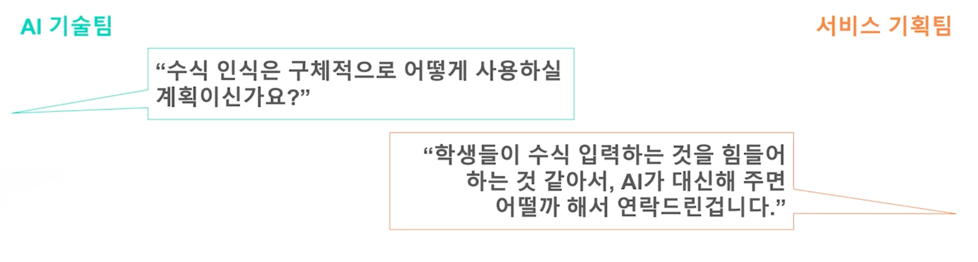 AI 기술팀
서비스 기획팀
“수식 인식은 구체적으로 어떻게 사용하실
계획이신가요?”
“학생들이 수식 입력하는 것을 힘들어
하는 것 같아서, AI가 대신해 주면
어떨까 해서 연락드린겁니다.”